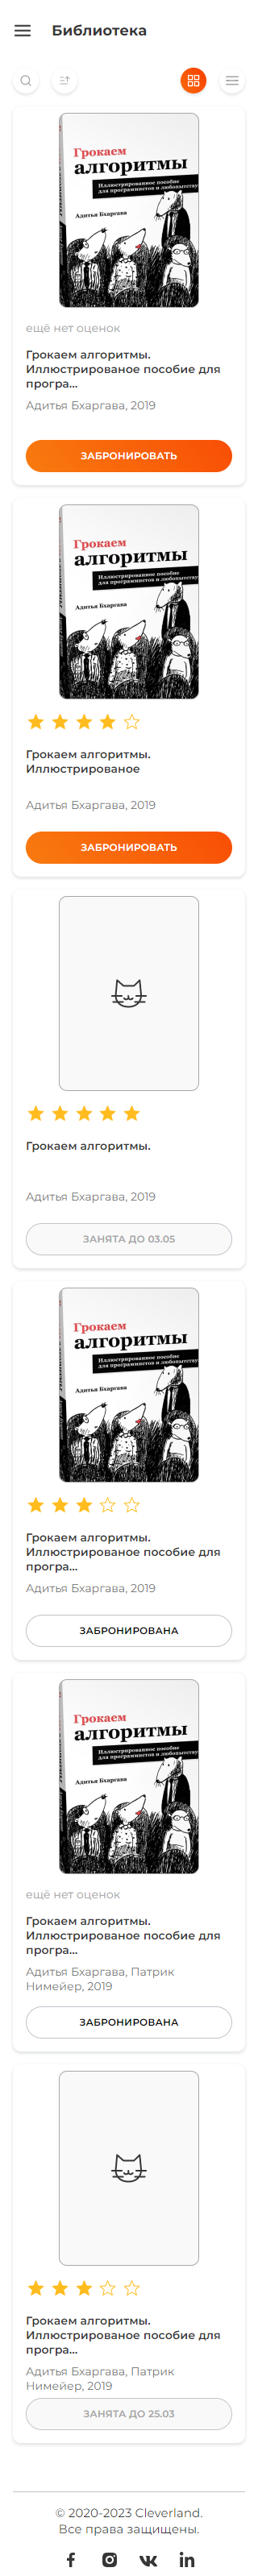 Библиотека
Грокаем
алгоритмы
Иллюстрированное пособие
для программистов и любопытствующих
Адитья Бхаргава
ещё нет оценок
Грокаем алгоритмы.
Иллюстрированое пособие для
програ...
Адитья Бхаргава, 2019
ЗАБРОНИРОВАТЬ
Грокаем
алгоритмы
Иллюстрированное пособие
для программистов и любопытствующих
Адитья Бхаргава
Грокаем алгоритмы.
Иллюстрированое
Адитья Бхаргава, 2019
ЗАБРОНИРОВАТЬ
Грокаем алгоритмы.
Адитья Бхаргава, 2019
ЗАНЯТА ДО 03.05
Грокаем
алгоритмы
Иллюстрированное пособие
для программистов и любопытствующих
Адитья Бхаргава
Грокаем алгоритмы.
Иллюстрированое пособие для
програ...
Адитья Бхаргава, 2019
ЗАБРОНИРОВАНА
Грокаем
алгоритмы
Иллюстрированное пособие
для программистов и любопытствующих
Адитья Бхаргава
ещё нет оценок
Грокаем алгоритмы.
Иллюстрированое пособие для
програ...
Адитья Бхаргава, Патрик
Нимейер, 2019
ЗАБРОНИРОВАНА
Грокаем алгоритмы.
Иллюстрированое пособие для
програ...
Адитья Бхаргава, Патрик
Нимейер, 2019
ЗАНЯТА ДО 25.03
© 2020-2023 Cleverland.
Все права защищены.